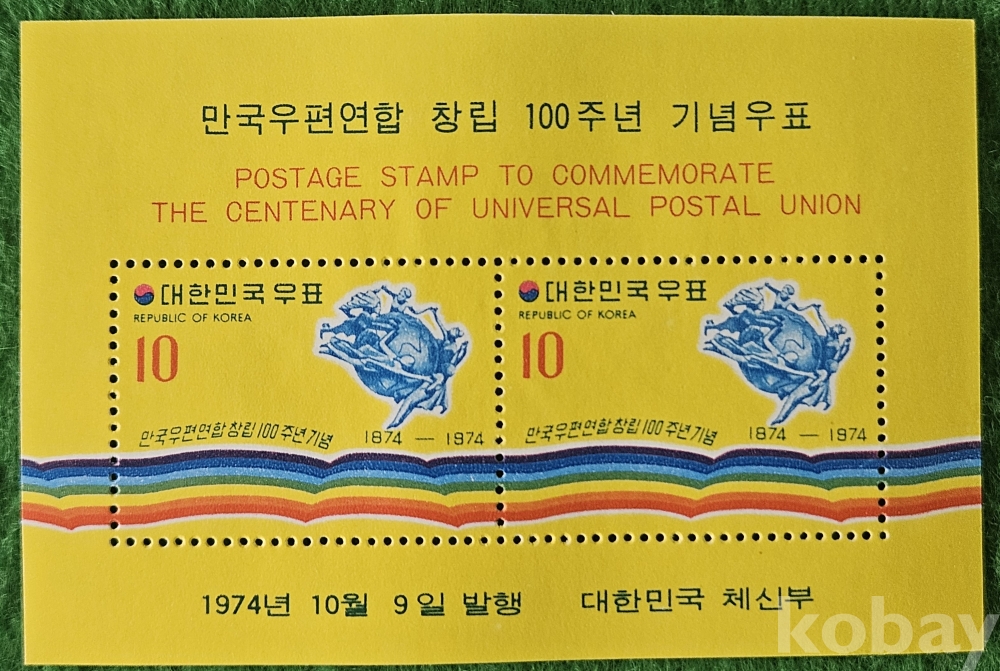 만국우편연합 창립 100주년 기념우표
POSTAGE STAMP TO COMMEMORATE
THE CENTENARY OF UNIVERSAL POSTAL UNION
대한민국우표
REPUBLIC OF KOREA
10
만국우편연합창립100주년기념
1874 — 1974
대한민국우표
REPUBLIC OF KOREA
10
만국우편연합창립100주년기념
1874 — 1974
1974년 10월 9일 발행 대한민국 체신부
kobay